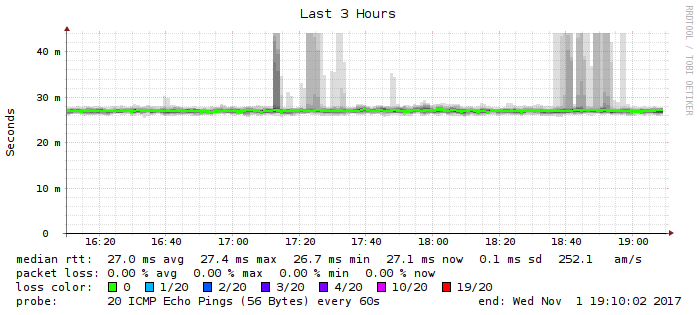 Last 3 Hours
RRDTOOL / TOBI OETIKER
Seconds
40 m
30 m
20 m
10 m
0
16:20 16:40 17:00 17:20 17:40 18:00 18:20 18:40 19:00
median rtt: 27.0 ms avg 27.4 ms max 26.7 ms min 27.1 ms now 0.1 ms sd 252.1 am/s
packet loss: 0.00 % avg 0.00 % max 0.00 % min 0.00 % now
loss color: 0 1/20 2/20 3/20 4/20 10/20 19/20
probe: 20 ICMP Echo Pings (56 Bytes) every 60s end: Wed Nov 1 19:10:02 2017